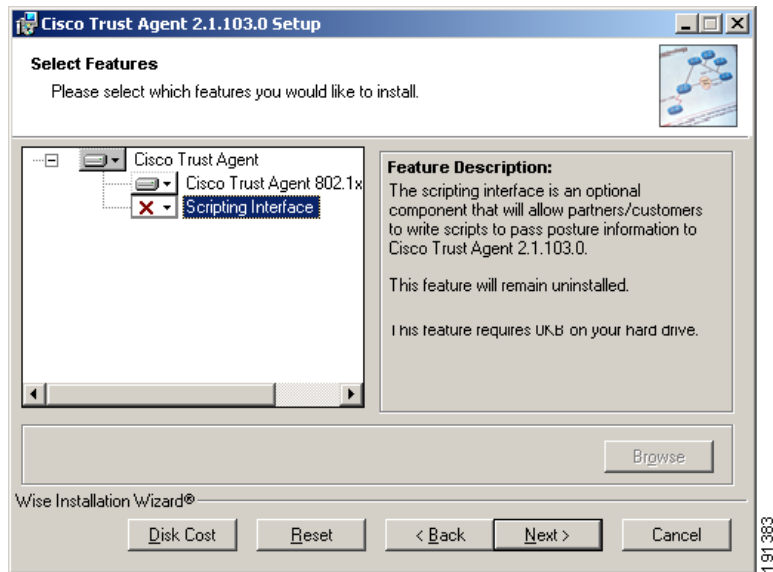 Cisco Trust Agent 2.1.103.0 Setup
Select Features
Please select which features you would like to install.
Cisco Trust Agent
Cisco Trust Agent 802.1x
Scripting Interface
Feature Description:
The scripting interface is an optional
component that will allow partners/customers
to write scripts to pass posture information to
Cisco Trust Agent 2.1.103.0.
This feature will remain uninstalled.
This feature requires 0KB on your hard drive.
Browse
Wise Installation Wizard®
Disk Cost
Reset
< Back
Next >
Cancel
191383